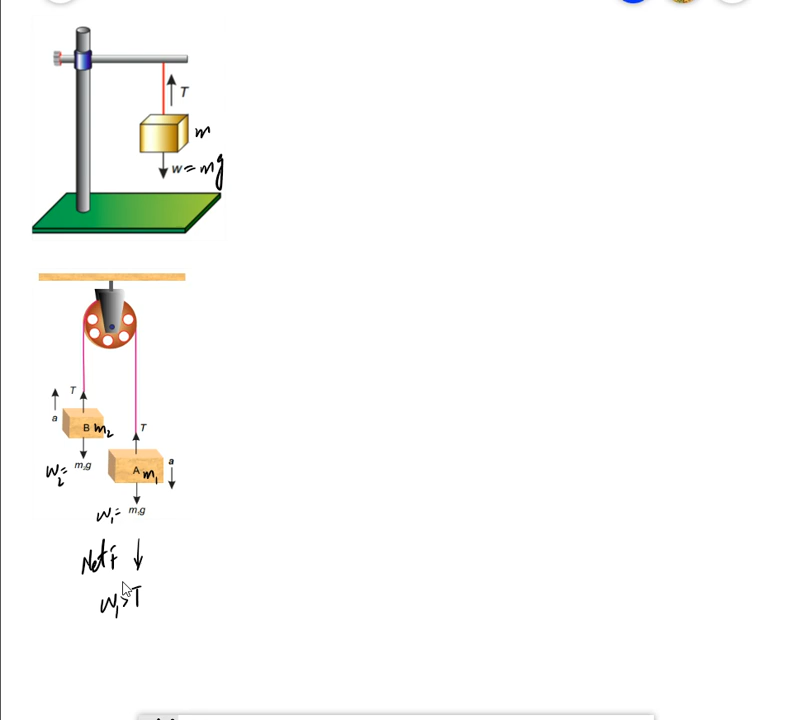 T
m
w = mg
T
a
B m₂
T
W₂ = m₂g
A m₁
a
W₁ = m₁g
Net F ↓
W₁ > T